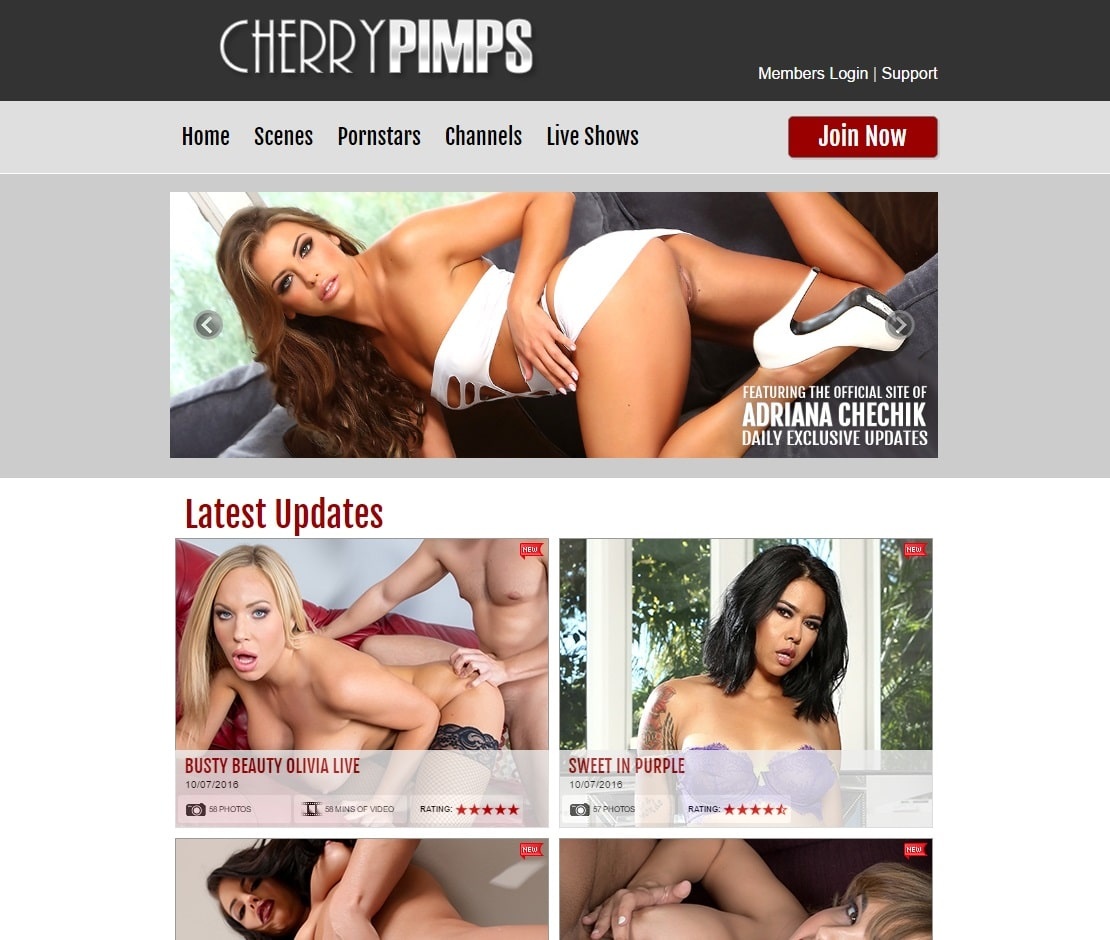 CHERRYPIMPS
Members Login | Support
Home Scenes Pornstars Channels Live Shows
Join Now
FEATURING THE OFFICIAL SITE OF
ADRIANA CHECHIK
DAILY EXCLUSIVE UPDATES
Latest Updates
NEW
NEW
BUSTY BEAUTY OLIVIA LIVE
10/07/2016
58 PHOTOS
58 MINS OF VIDEO
RATING:
SWEET IN PURPLE
10/07/2016
57 PHOTOS
RATING:
NEW
NEW